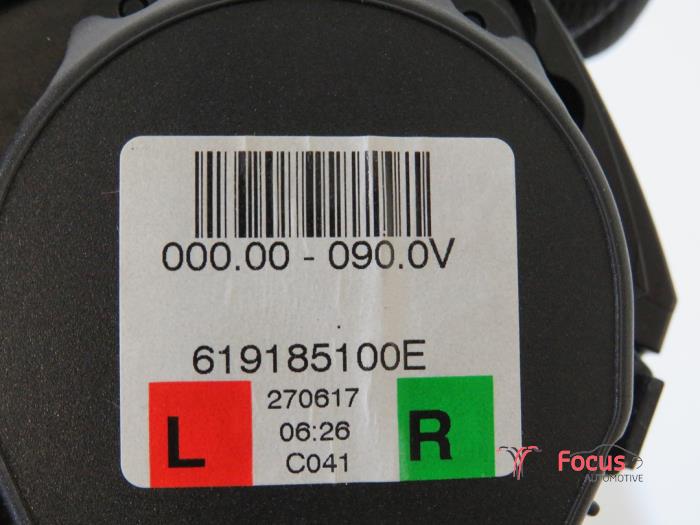 000.00 - 090.0V
619185100E
L
270617
06:26
C041
R
Focus
AUTOMOTIVE